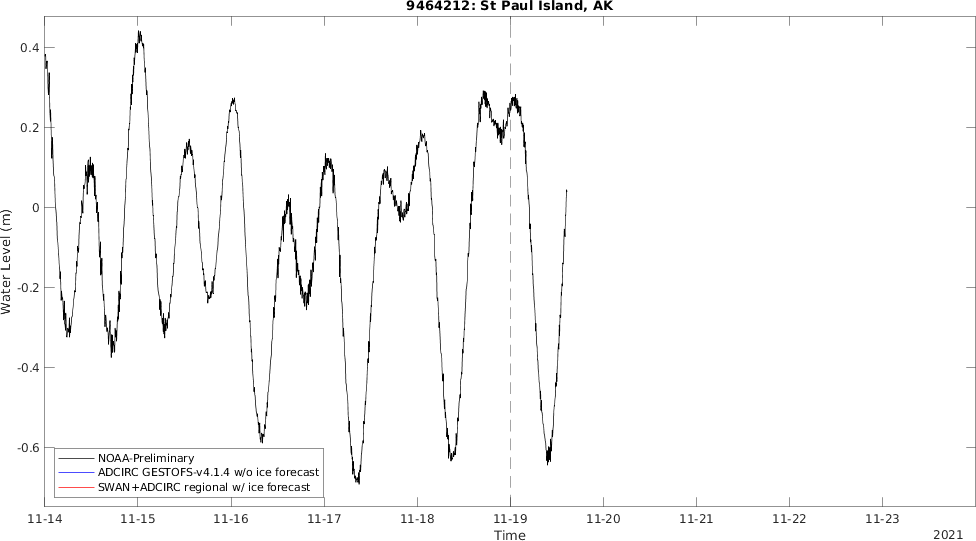 9464212: St Paul Island, AK
0.4
0.2
0
-0.2
-0.4
-0.6
Water Level (m)
NOAA-Preliminary
ADCIRC GESTOFS-v4.1.4 w/o ice forecast
SWAN+ADCIRC regional w/ ice forecast
11-14 11-15 11-16 11-17 11-18 11-19 11-20 11-21 11-22 11-23
Time
2021